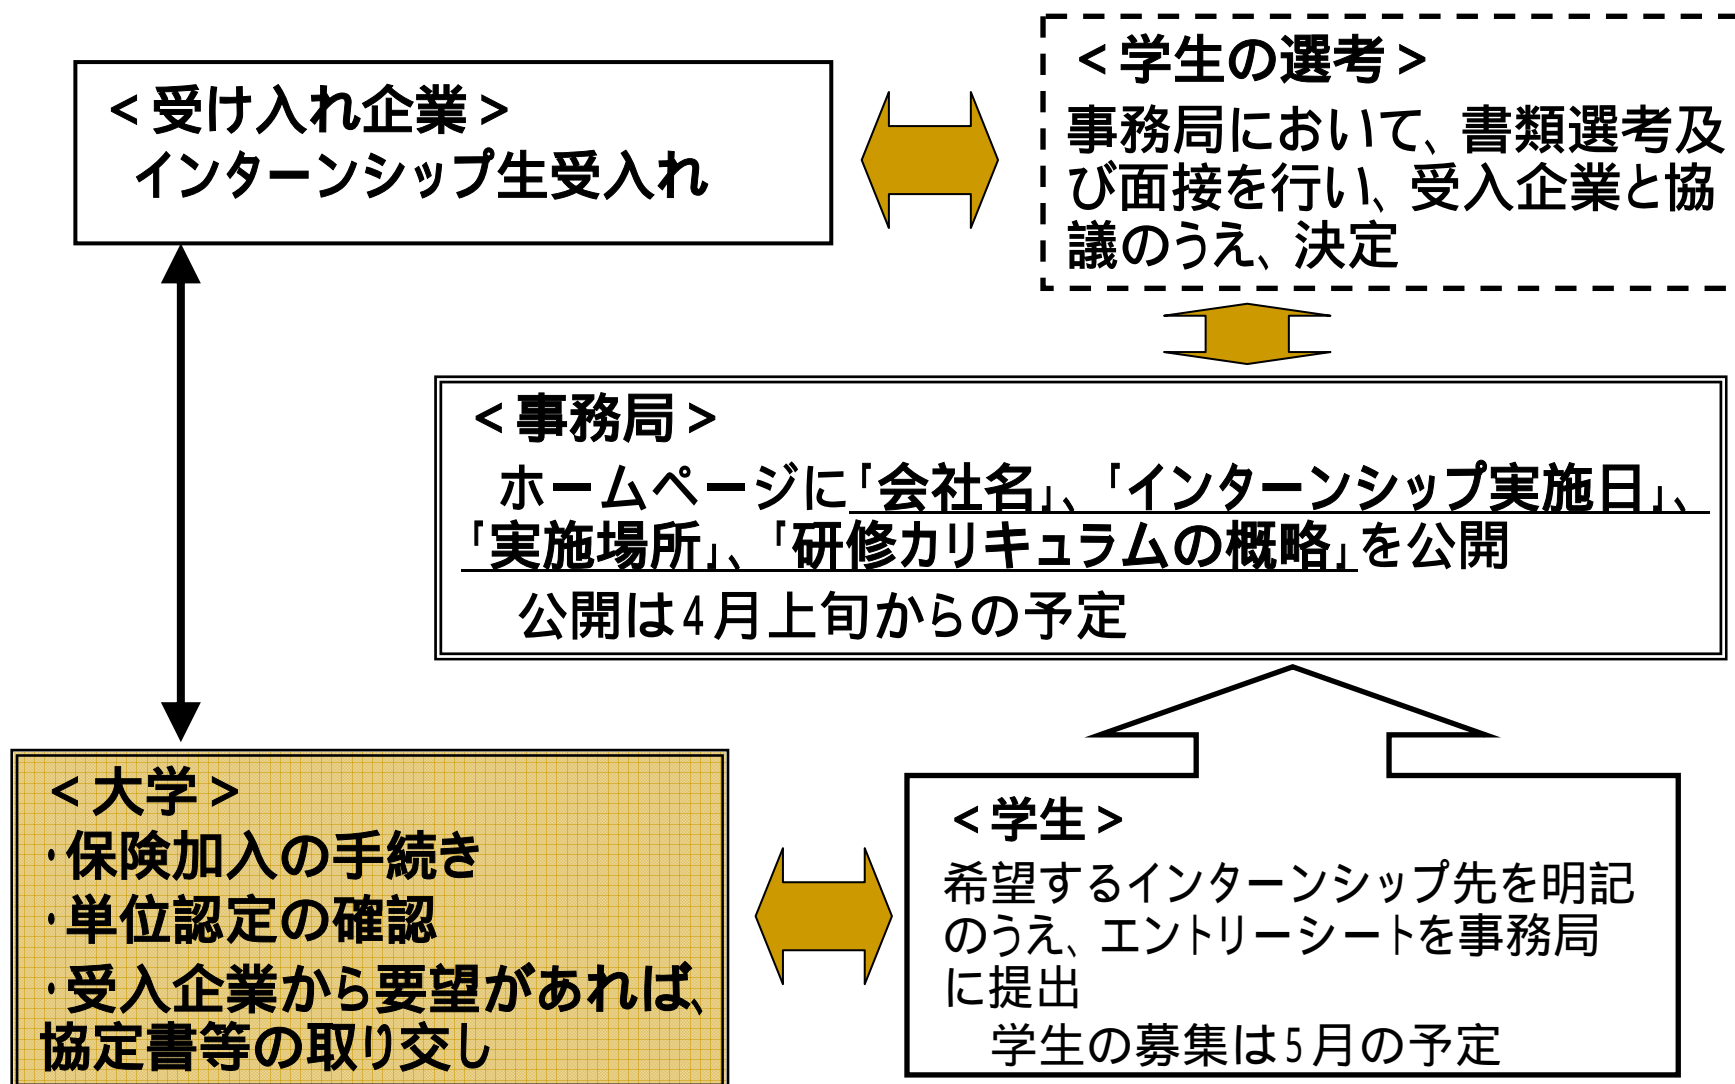 ＜受け入れ企業＞
インターンシップ生受入れ
＜学生の選考＞
事務局において、書類選考及
び面接を行い、受入企業と協
議のうえ、決定
＜事務局＞
ホームページに「会社名」、「インターンシップ実施日」、
「実施場所」、「研修カリキュラムの概略」を公開
公開は4月上旬からの予定
＜大学＞
・保険加入の手続き
・単位認定の確認
・受入企業から要望があれば、
協定書等の取り交し
＜学生＞
希望するインターンシップ先を明記
のうえ、エントリーシートを事務局
に提出
学生の募集は5月の予定